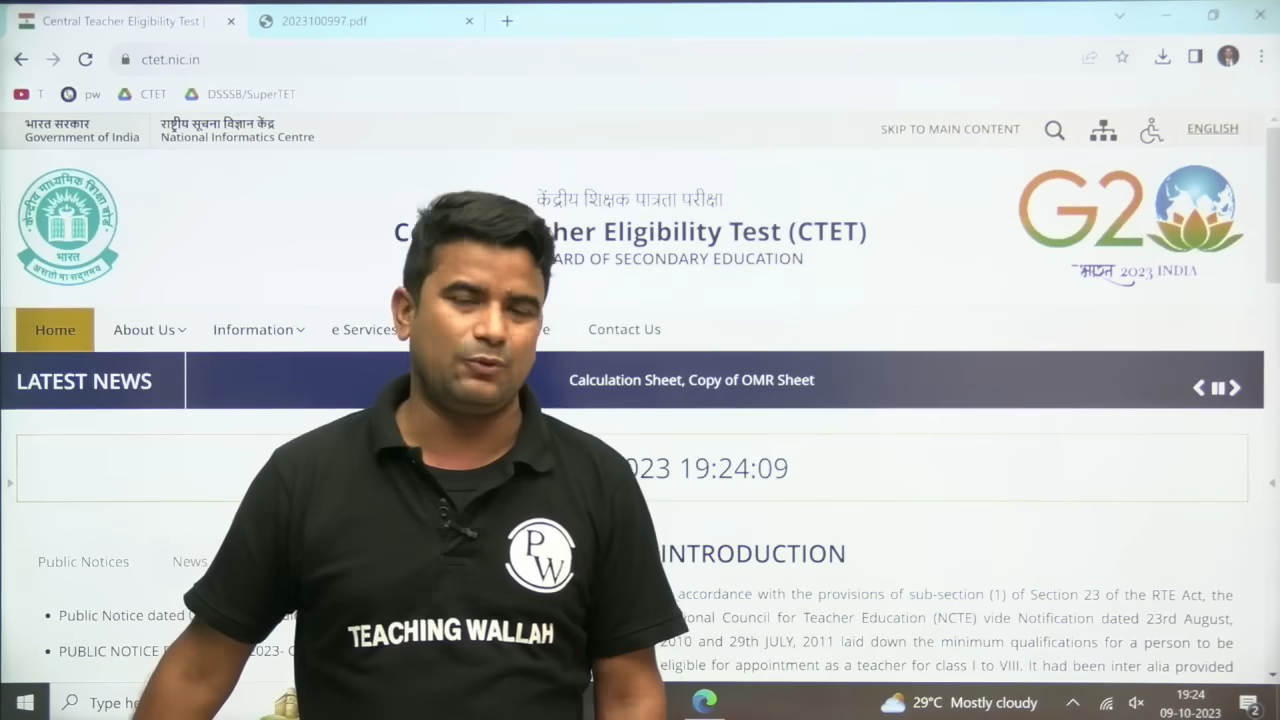 Central Teacher Eligibility Test |
2023100997.pdf
ctet.nic.in
T
pw
CTET
DSSSB/SuperTET
भारत सरकार
Government of India
राष्ट्रीय सूचना विज्ञान केंद्र
National Informatics Centre
SKIP TO MAIN CONTENT
ENGLISH
केन्द्रीय माध्यमिक शिक्षा बोर्ड
भारत
असतो मा सद्गमय
केंद्रीय शिक्षक पात्रता परीक्षा
her Eligibility Test (CTET)
ARD OF SECONDARY EDUCATION
G2
भारत 2023 INDIA
Home
About Us
Information
e Services
Contact Us
LATEST NEWS
Calculation Sheet, Copy of OMR Sheet
023 19:24:09
Public Notices
News
INTRODUCTION
Public Notice dated
PUBLIC NOTICE
2023-
accordance with the provisions of sub-section (1) of Section 23 of the RTE Act, the
onal Council for Teacher Education (NCTE) vide Notification dated 23rd August,
2010 and 29th JULY, 2011 laid down the minimum qualifications for a person to be
eligible for appointment as a teacher for class I to VIII. It had been inter alia provided
PW
TEACHING WALLAH
Type he
29°C Mostly cloudy
19:24
09-10-2023
2